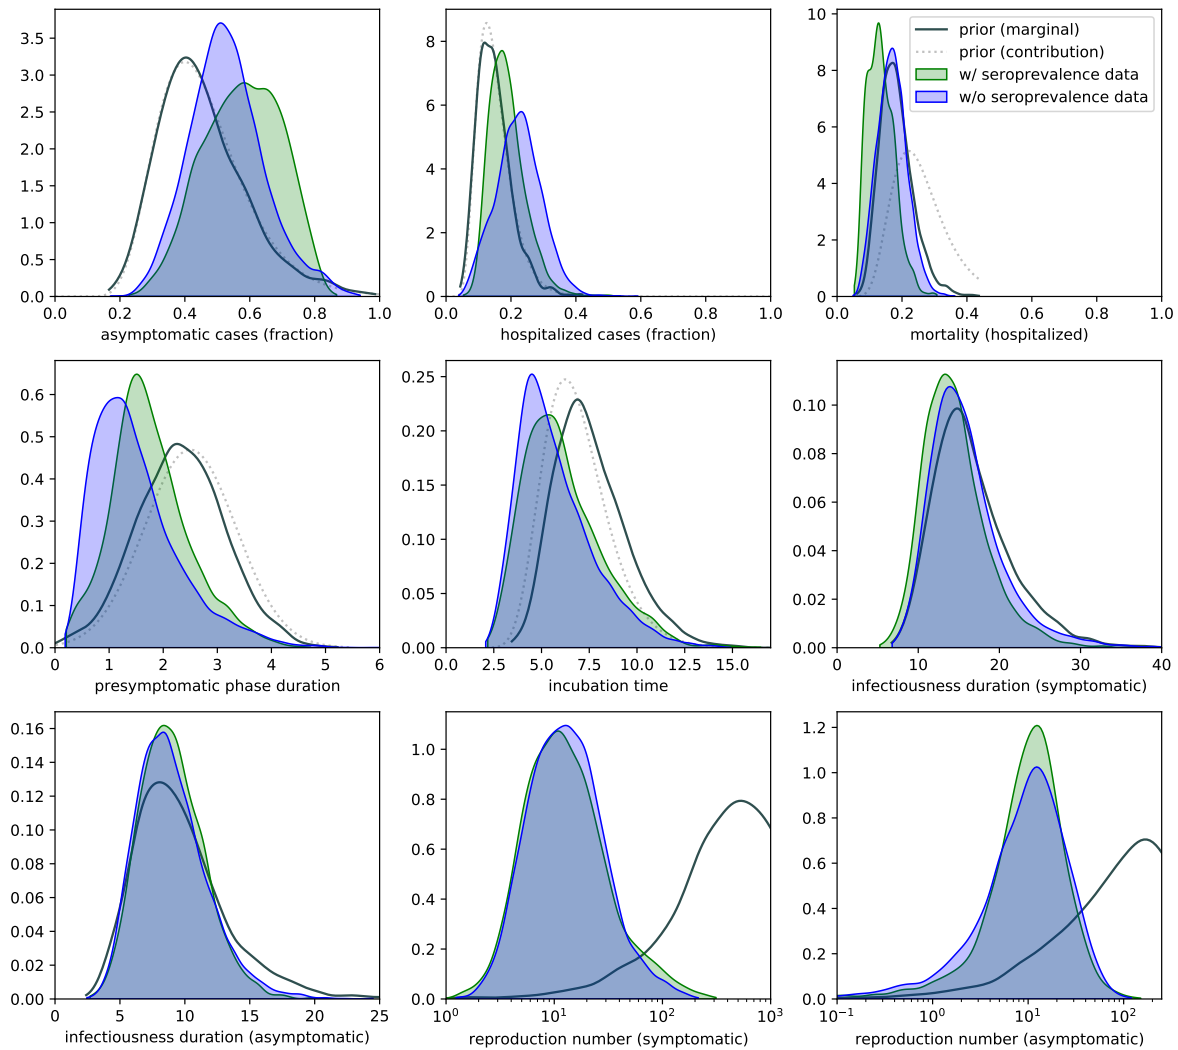 3.5
3.0
2.5
2.0
1.5
1.0
0.5
0.0
0.0 0.2 0.4 0.6 0.8 1.0
asymptomatic cases (fraction)
8
6
4
2
0
0.0 0.2 0.4 0.6 0.8 1.0
hospitalized cases (fraction)
10
8
6
4
2
0
prior (marginal)
prior (contribution)
w/ seroprevalence data
w/o seroprevalence data
0.0 0.2 0.4 0.6 0.8 1.0
mortality (hospitalized)
0.6
0.5
0.4
0.3
0.2
0.1
0.0
0 1 2 3 4 5 6
presymptomatic phase duration
0.25
0.20
0.15
0.10
0.05
0.00
0.0 2.5 5.0 7.5 10.0 12.5 15.0
incubation time
0.10
0.08
0.06
0.04
0.02
0.00
0 10 20 30 40
infectiousness duration (symptomatic)
0.16
0.14
0.12
0.10
0.08
0.06
0.04
0.02
0.00
0 5 10 15 20 25
infectiousness duration (asymptomatic)
1.0
0.8
0.6
0.4
0.2
0.0
10⁰ 10¹ 10² 10³
reproduction number (symptomatic)
1.2
1.0
0.8
0.6
0.4
0.2
0.0
10⁻¹ 10⁰ 10¹ 10²
reproduction number (asymptomatic)